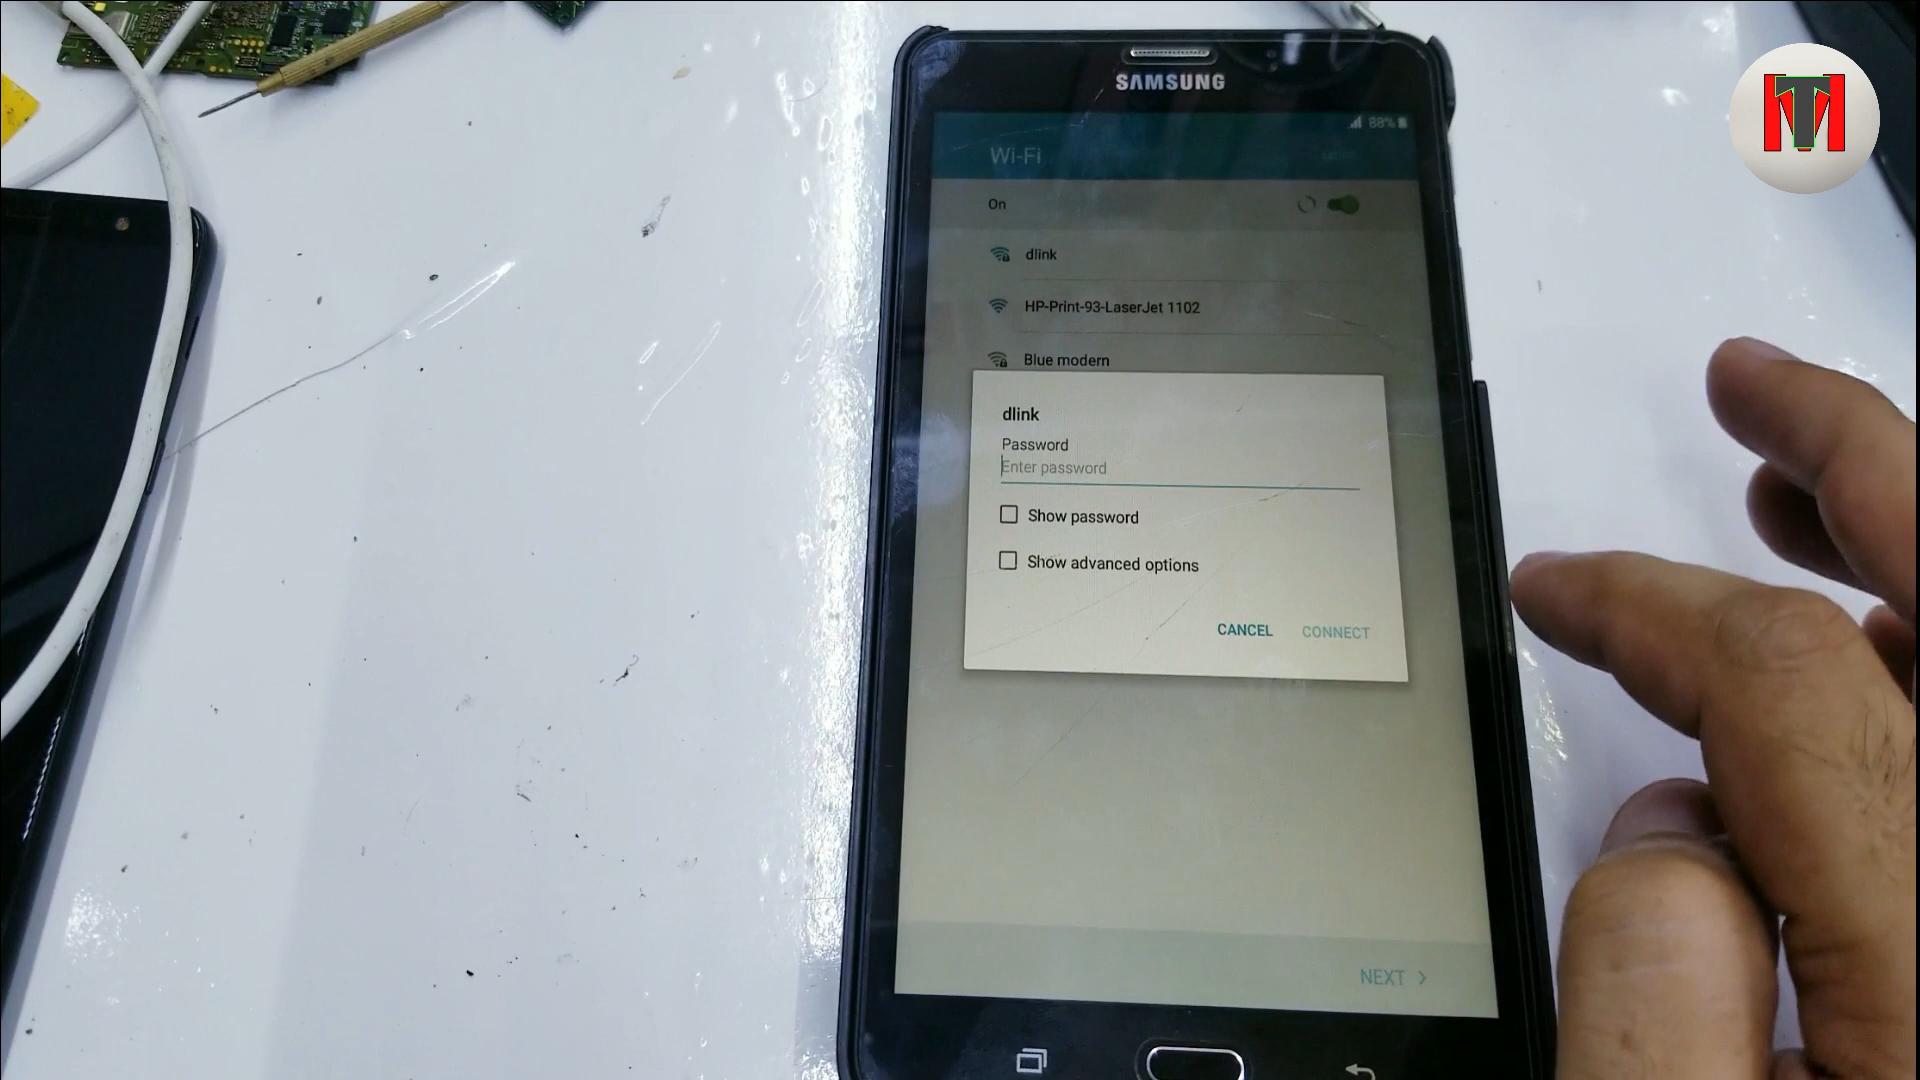 SAMSUNG
88%
Wi-Fi
On
dlink
HP-Print-93-LaserJet 1102
Blue modern
dlink
Password
Enter password
Show password
Show advanced options
CANCEL CONNECT
NEXT